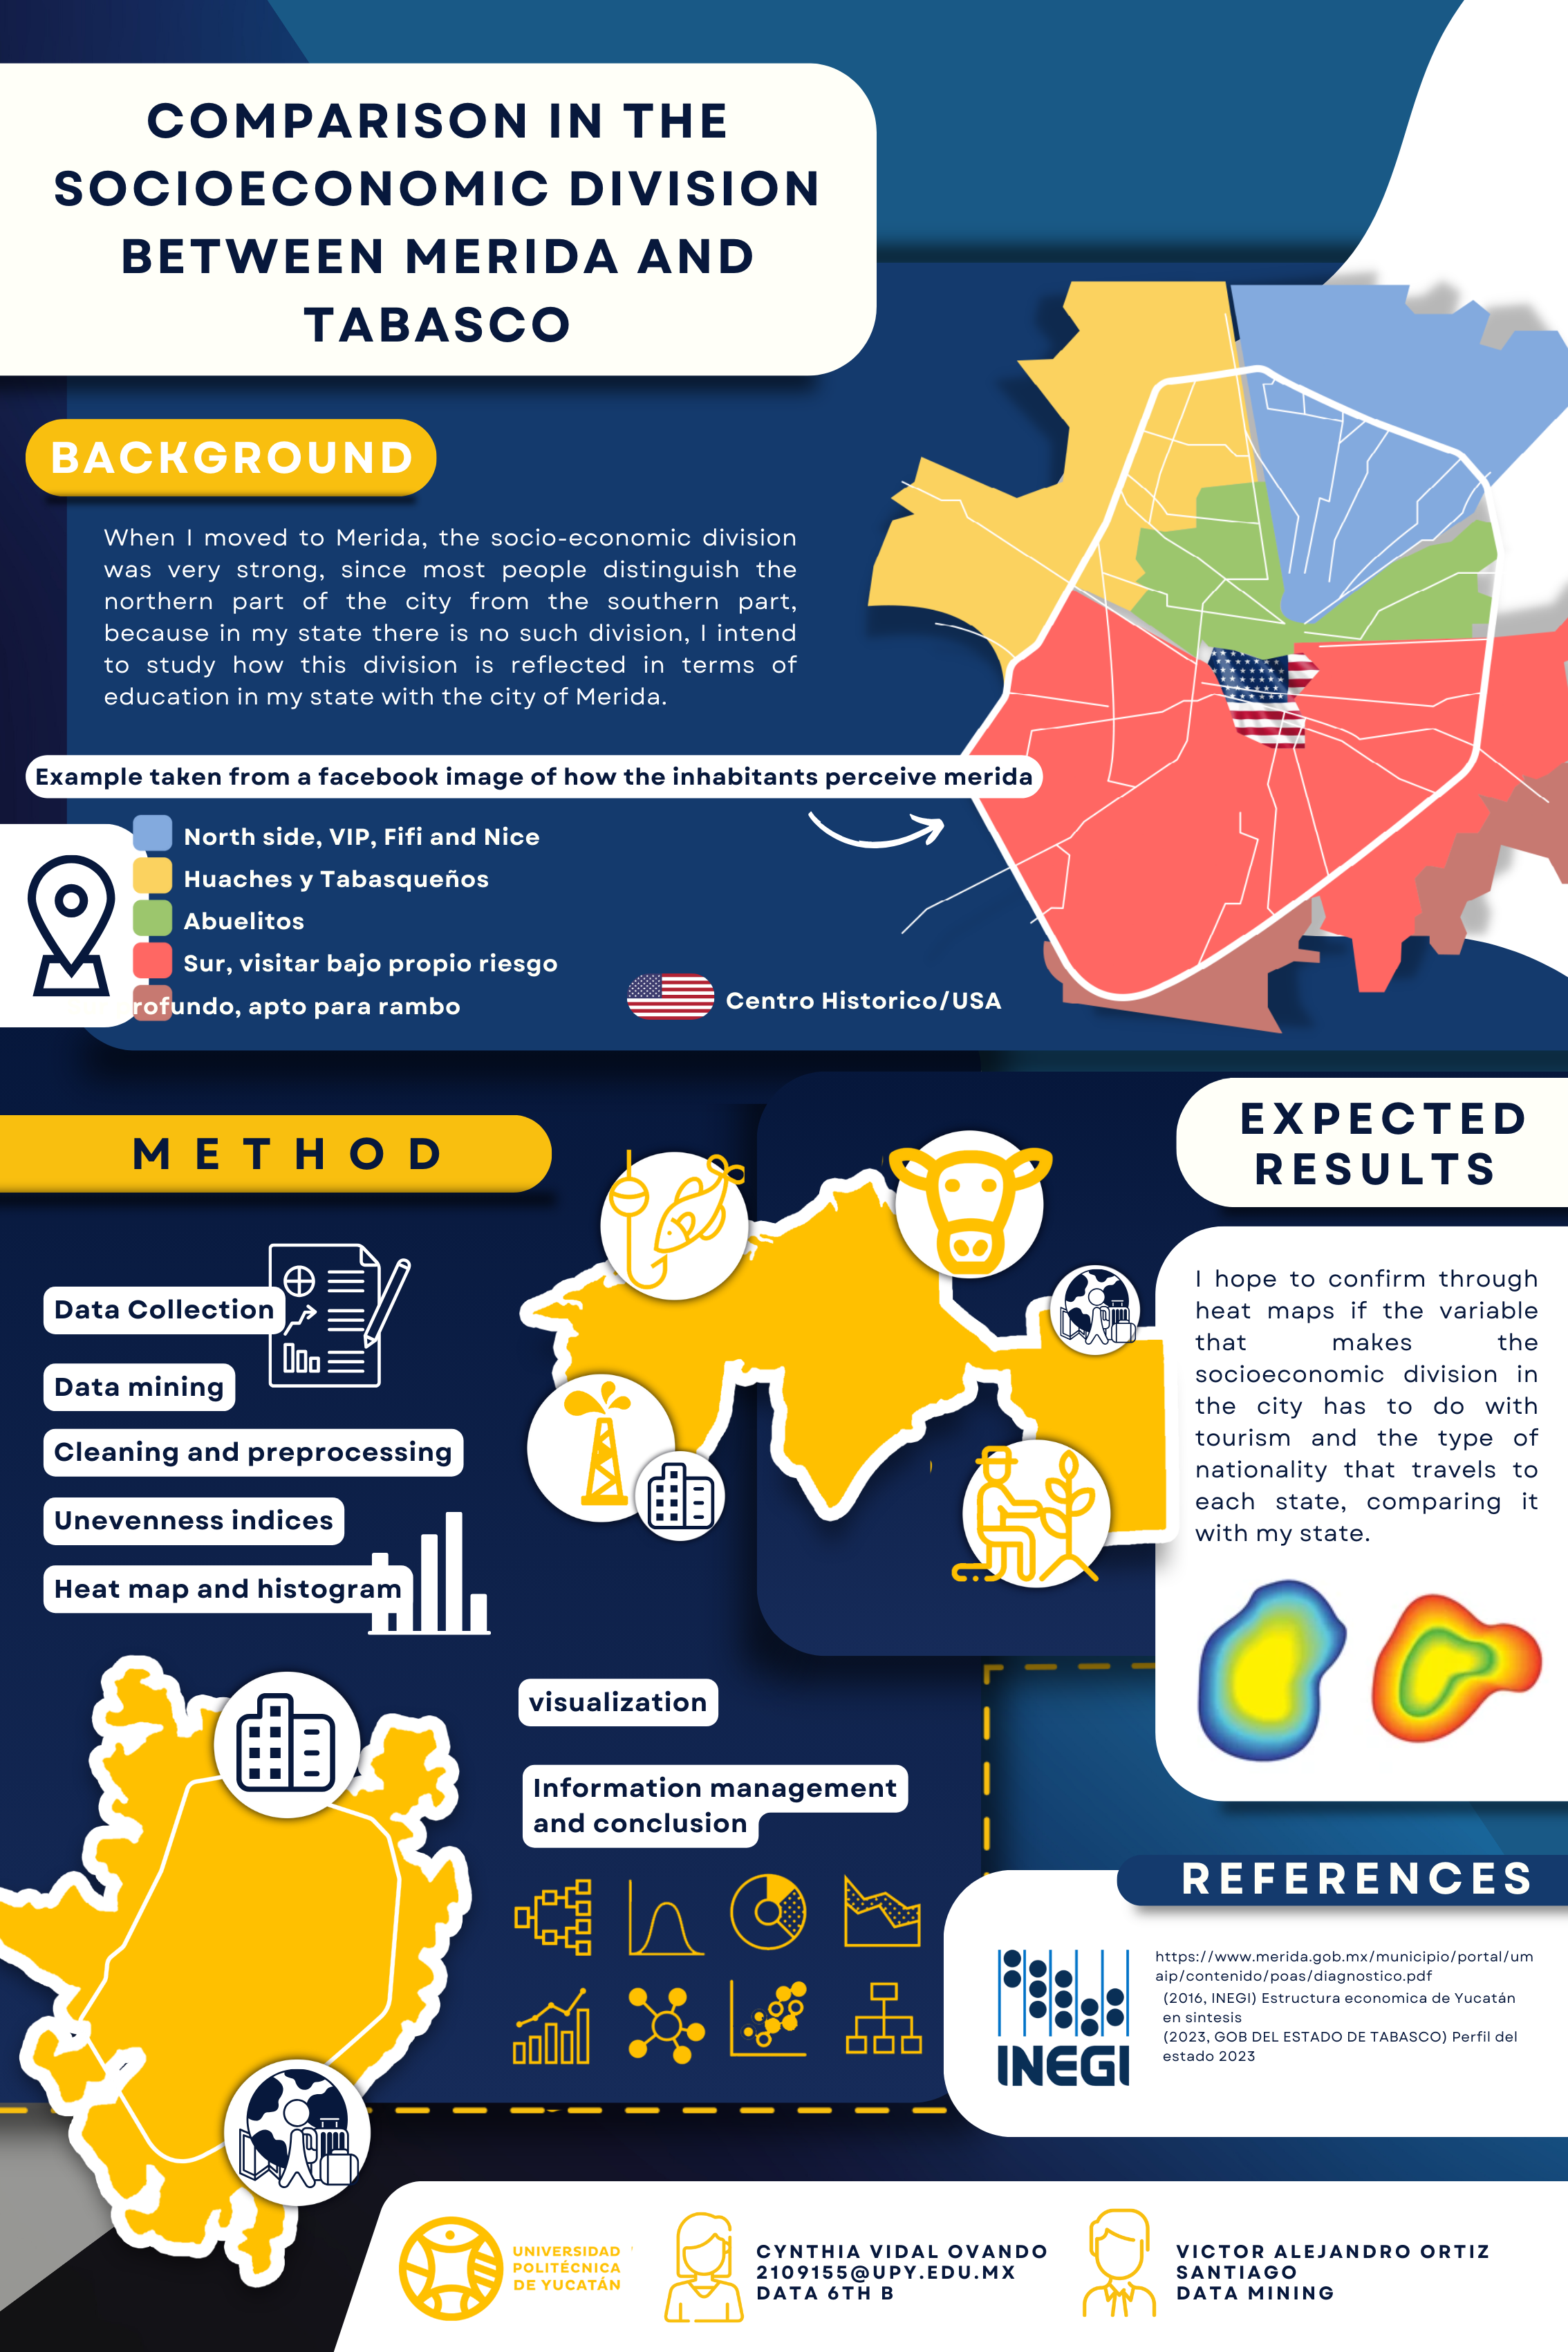 COMPARISON IN THE
SOCIOECONOMIC DIVISION
BETWEEN MERIDA AND
TABASCO
BACKGROUND
When I moved to Merida, the socio-economic division
was very strong, since most people distinguish the
northern part of the city from the southern part,
because in my state there is no such division, I intend
to study how this division is reflected in terms of
education in my state with the city of Merida.
Example taken from a facebook image of how the inhabitants perceive merida
North side, VIP, Fifi and Nice
Huaches y Tabasqueños
Abuelitos
Sur, visitar bajo propio riesgo
rofundo, apto para rambo
Centro Historico/USA
METHOD
Data Collection
Data mining
Cleaning and preprocessing
Unevenness indices
Heat map and histogram
visualization
Information management
and conclusion
EXPECTED
RESULTS
I hope to confirm through
heat maps if the variable
that makes the
socioeconomic division in
the city has to do with
tourism and the type of
nationality that travels to
each state, comparing it
with my state.
REFERENCES
INEGI
https://www.merida.gob.mx/municipio/portal/um
aip/contenido/poas/diagnostico.pdf
(2016, INEGI) Estructura economica de Yucatán
en sintesis
(2023, GOB DEL ESTADO DE TABASCO) Perfil del
estado 2023
UNIVERSIDAD
POLITÉCNICA
DE YUCATÁN
CYNTHIA VIDAL OVANDO
2109155@UPY.EDU.MX
DATA 6TH B
VICTOR ALEJANDRO ORTIZ
SANTIAGO
DATA MINING